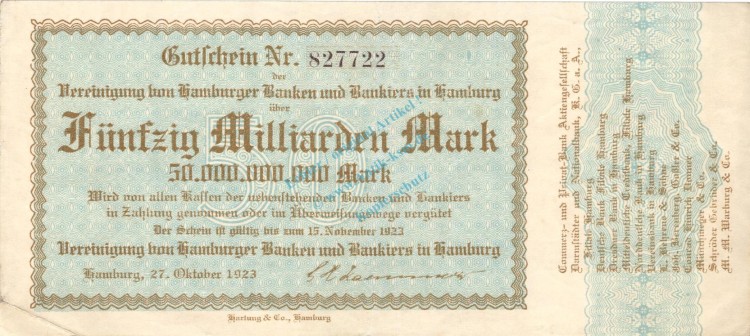 Gutschein Nr. 827722
der
Vereinigung von Hamburger Banken und Bankiers in Hamburg
über
Fünfzig Milliarden Mark
50.000.000.000 Mark
Wird von allen Kassen der nebenstehenden Banken und Bankiers
in Zahlung genommen oder im Überweisungswege vergütet
Der Schein ist gültig bis zum 15. November 1923
Vereinigung von Hamburger Banken und Bankiers in Hamburg
Hamburg, 27. Oktober 1923
Hartung & Co., Hamburg
Commerz- und Privat-Bank Aktiengesellschaft
Darmstädter und Nationalbank, K. G. a. A.,
Filiale Hamburg
Deutsche Bank Filiale Hamburg
Dresdner Bank in Hamburg
Mitteldeutsche Creditbank, Filiale Hamburg
Norddeutsche Bank in Hamburg
Vereinsbank in Hamburg
L. Behrens & Söhne
Joh. Berenberg, Gossler & Co.
Conrad Hinrich Donner
Münchmeyer & Co.
Schröder Gebrüder & Co.
M. M. Warburg & Co.